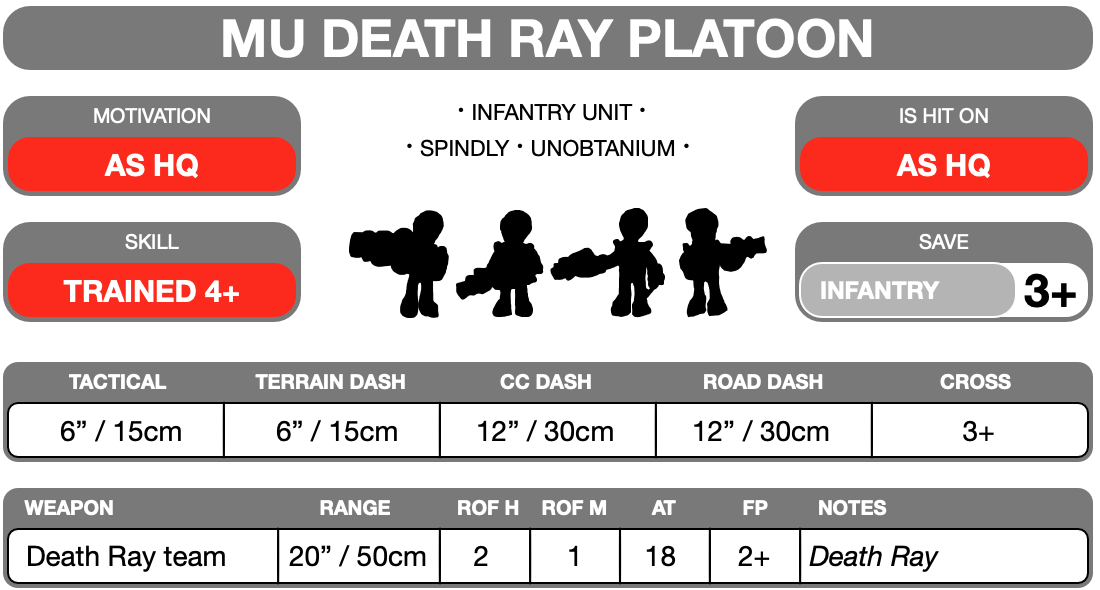 MU DEATH RAY PLATOON
MOTIVATION
AS HQ
• INFANTRY UNIT •
• SPINDLY • UNOBTANIUM •
IS HIT ON
AS HQ
SKILL
TRAINED 4+
SAVE
INFANTRY 3+
TACTICAL TERRAIN DASH CC DASH ROAD DASH CROSS
6” / 15cm 6” / 15cm 12” / 30cm 12” / 30cm 3+
WEAPON RANGE ROF H ROF M AT FP NOTES
Death Ray team 20” / 50cm 2 1 18 2+ Death Ray